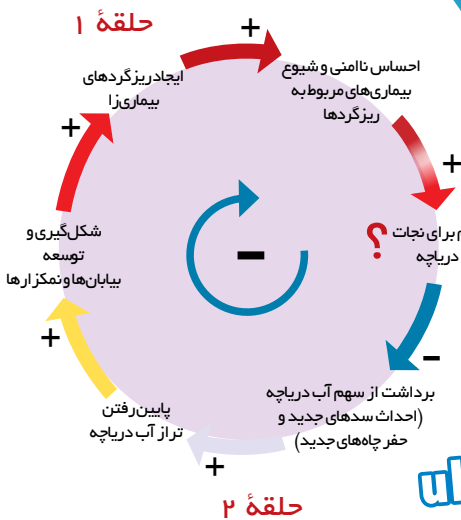 حلقهٔ ۱
+
احساس ناامنی و شیوع
بیماری‌های مربوط به
ریزگردها
ایجاد ریزگردهای
بیماری‌زا
+
+
برای نجات
دریاچه
؟
شکل‌گیری و
توسعه
بیابان‌ها و نمکزارها
-
-
+
برداشت از سهم آب دریاچه
(احداث سدهای جدید و
حفر چاه‌های جدید)
پایین رفتن
تراز آب دریاچه
+
حلقهٔ ۲